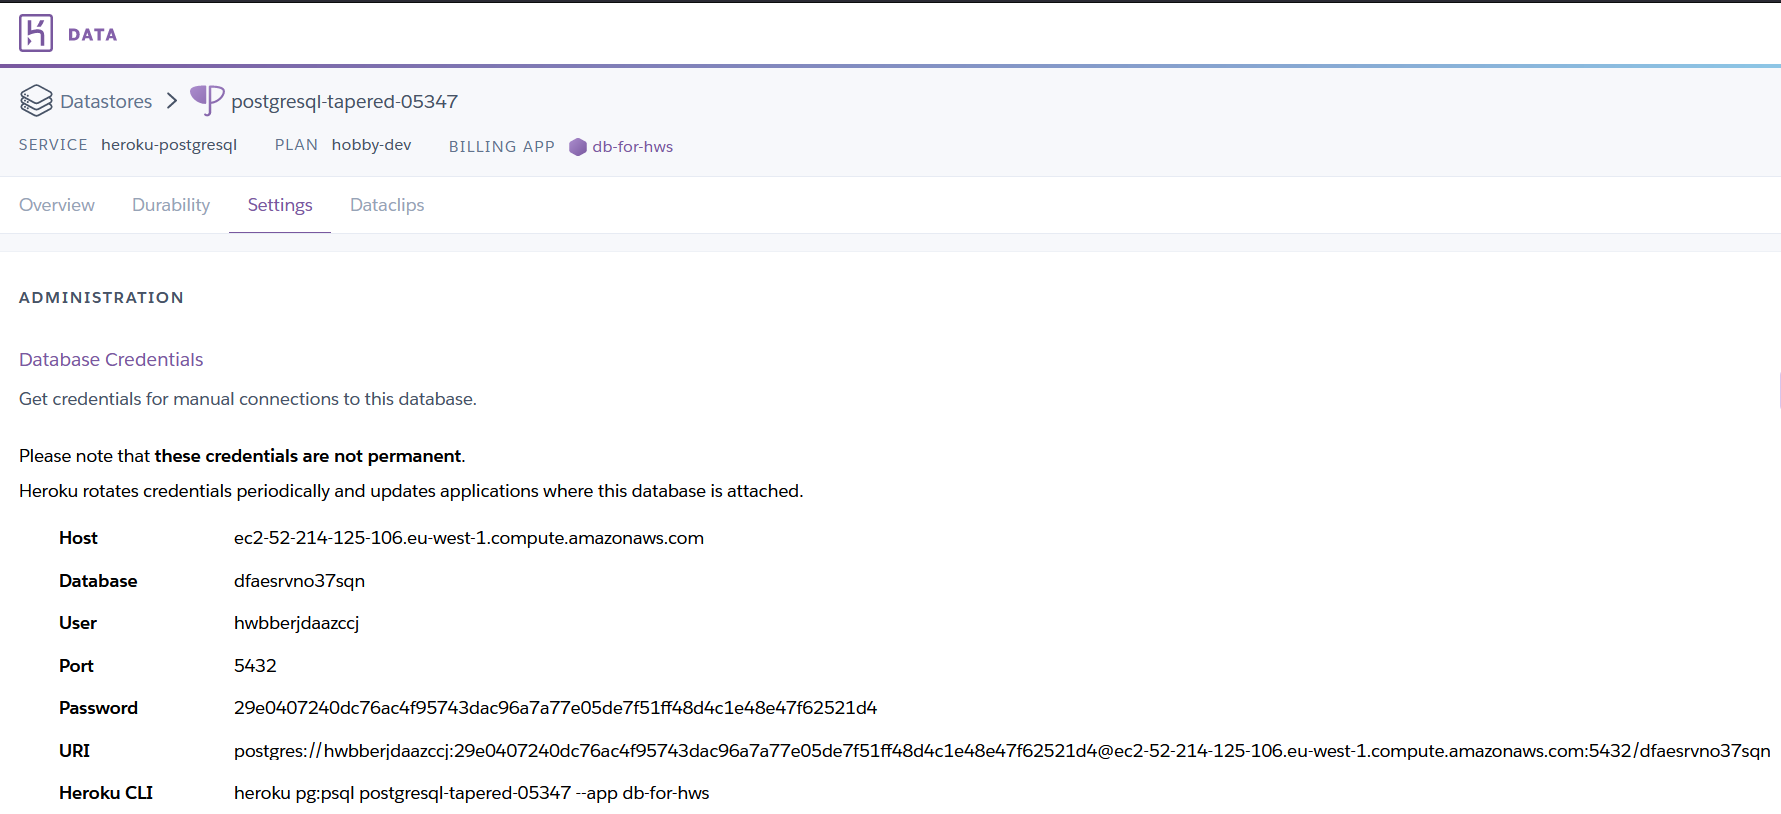 DATA
Datastores > postgresql-tapered-05347
SERVICE heroku-postgresql PLAN hobby-dev BILLING APP db-for-hws
Overview Durability Settings Dataclips
ADMINISTRATION
Database Credentials
Get credentials for manual connections to this database.
Please note that these credentials are not permanent.
Heroku rotates credentials periodically and updates applications where this database is attached.
Host ec2-52-214-125-106.eu-west-1.compute.amazonaws.com
Database dfaesrvno37sqn
User hwbberjdaazccj
Port 5432
Password 29e0407240dc76ac4f95743dac96a7a77e05de7f51ff48d4c1e48e47f62521d4
URI postgres://hwbberjdaazccj:29e0407240dc76ac4f95743dac96a7a77e05de7f51ff48d4c1e48e47f62521d4@ec2-52-214-125-106.eu-west-1.compute.amazonaws.com:5432/dfaesrvno37sqn
Heroku CLI heroku pg:psql postgresql-tapered-05347 --app db-for-hws